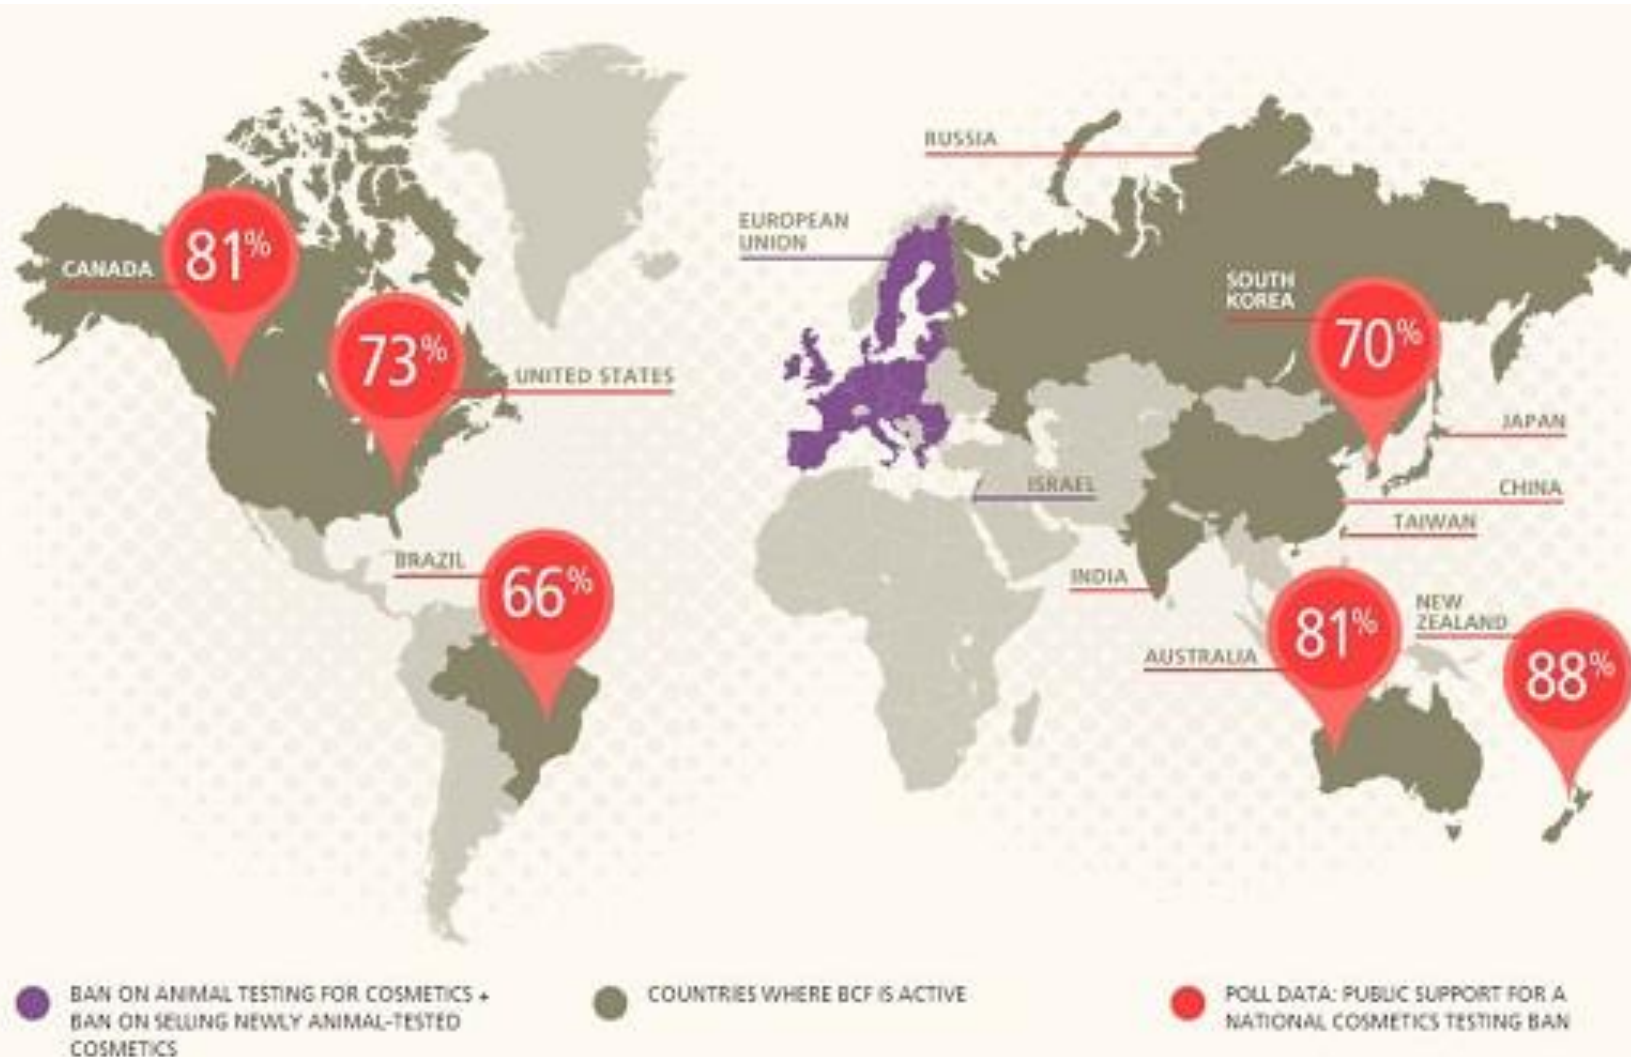 RUSSIA
EUROPEAN
UNION
CANADA
81%
SOUTH
KOREA
70%
73%
UNITED STATES
JAPAN
ISRAEL
CHINA
TAIWAN
BRAZIL
66%
INDIA
81%
NEW
ZEALAND
AUSTRALIA
88%
BAN ON ANIMAL TESTING FOR COSMETICS +
BAN ON SELLING NEWLY ANIMAL-TESTED
COSMETICS
COUNTRIES WHERE BCF IS ACTIVE
POLL DATA: PUBLIC SUPPORT FOR A
NATIONAL COSMETICS TESTING BAN